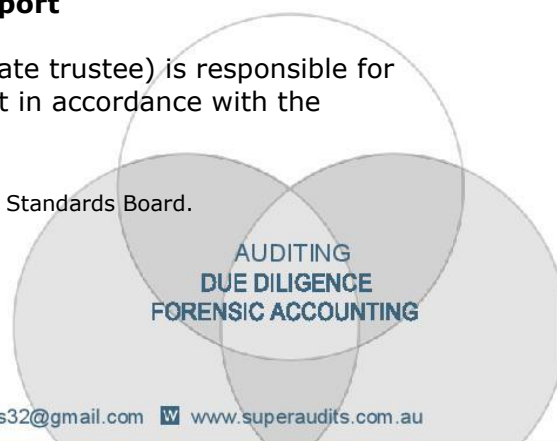 port
ate trustee) is responsible for
t in accordance with the
Standards Board.
AUDITING
DUE DILIGENCE
FORENSIC ACCOUNTING
s32@gmail.com W www.superaudits.com.au